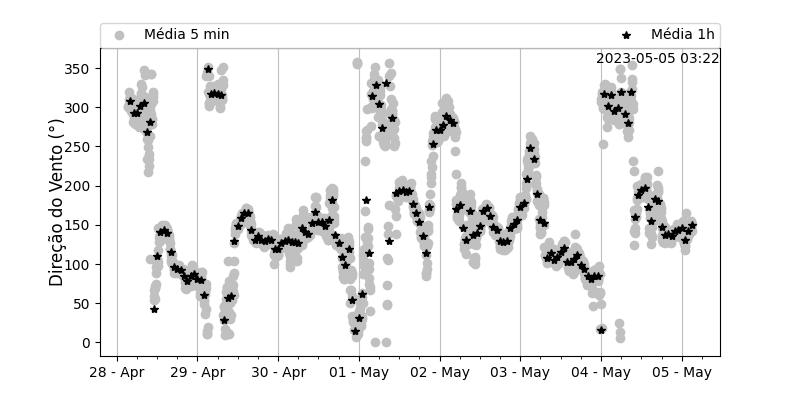 Média 5 min
Média 1h
2023-05-05 03:22
Direção do Vento (°)
350
300
250
200
150
100
50
0
28 - Apr
29 - Apr
30 - Apr
01 - May
02 - May
03 - May
04 - May
05 - May